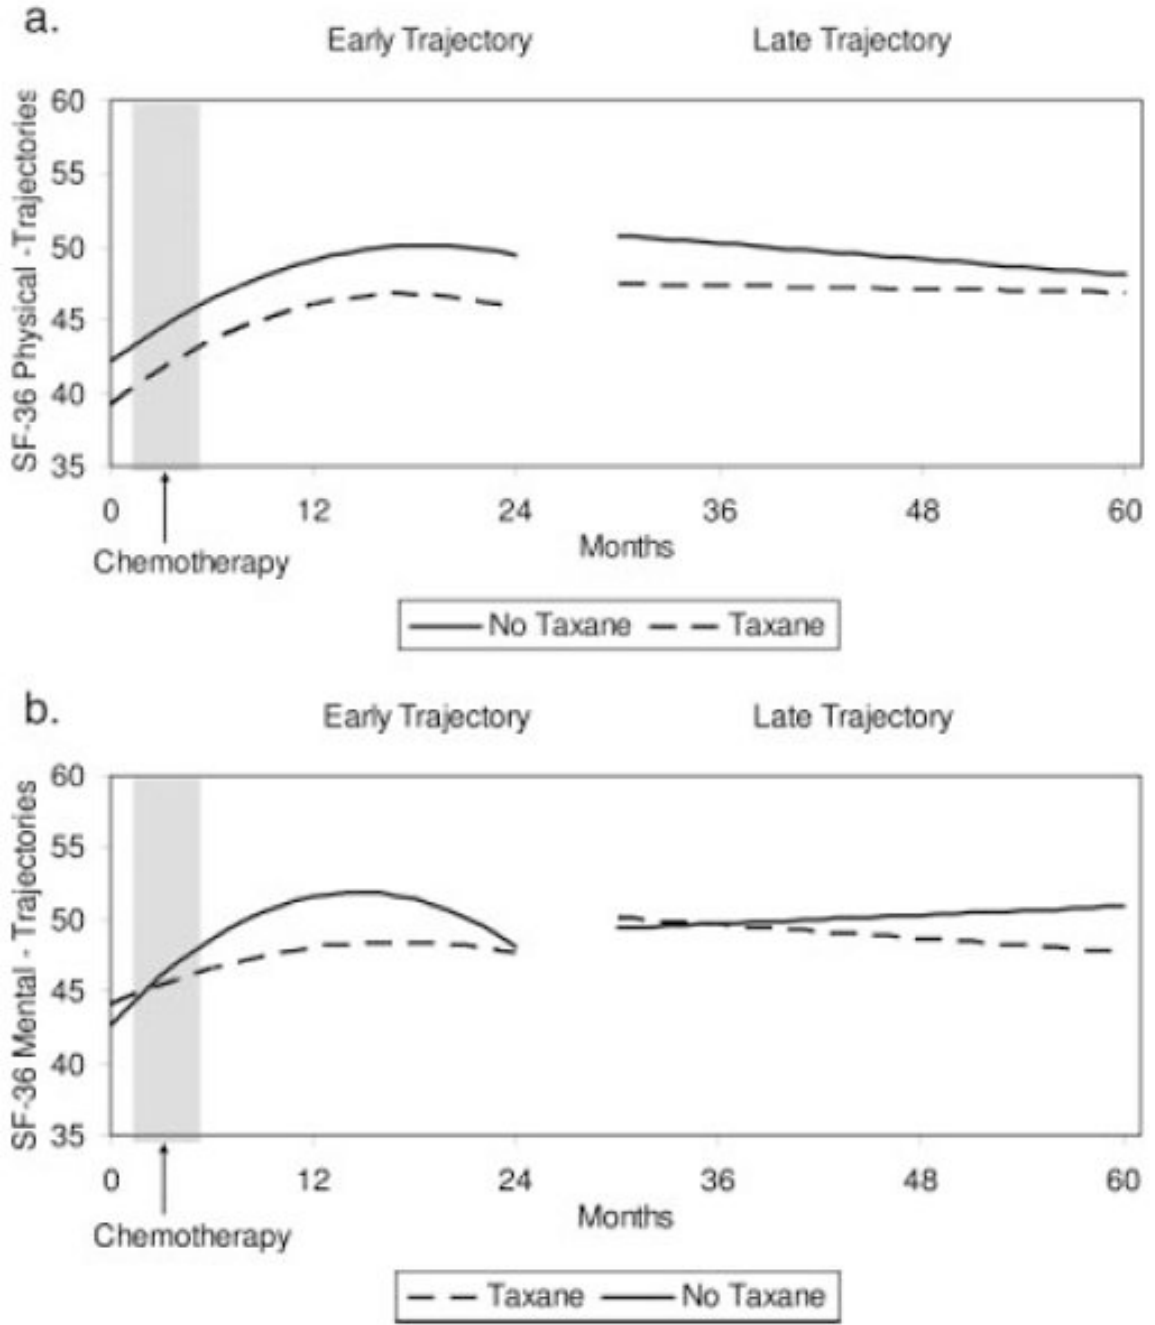 a.
Early Trajectory Late Trajectory
SF-36 Physical -Trajectories
60
55
50
45
40
35
0 12 24 36 48 60
Chemotherapy
Months
No Taxane Taxane
b.
Early Trajectory Late Trajectory
SF-36 Mental - Trajectories
60
55
50
45
40
35
0 12 24 36 48 60
Chemotherapy
Months
Taxane No Taxane